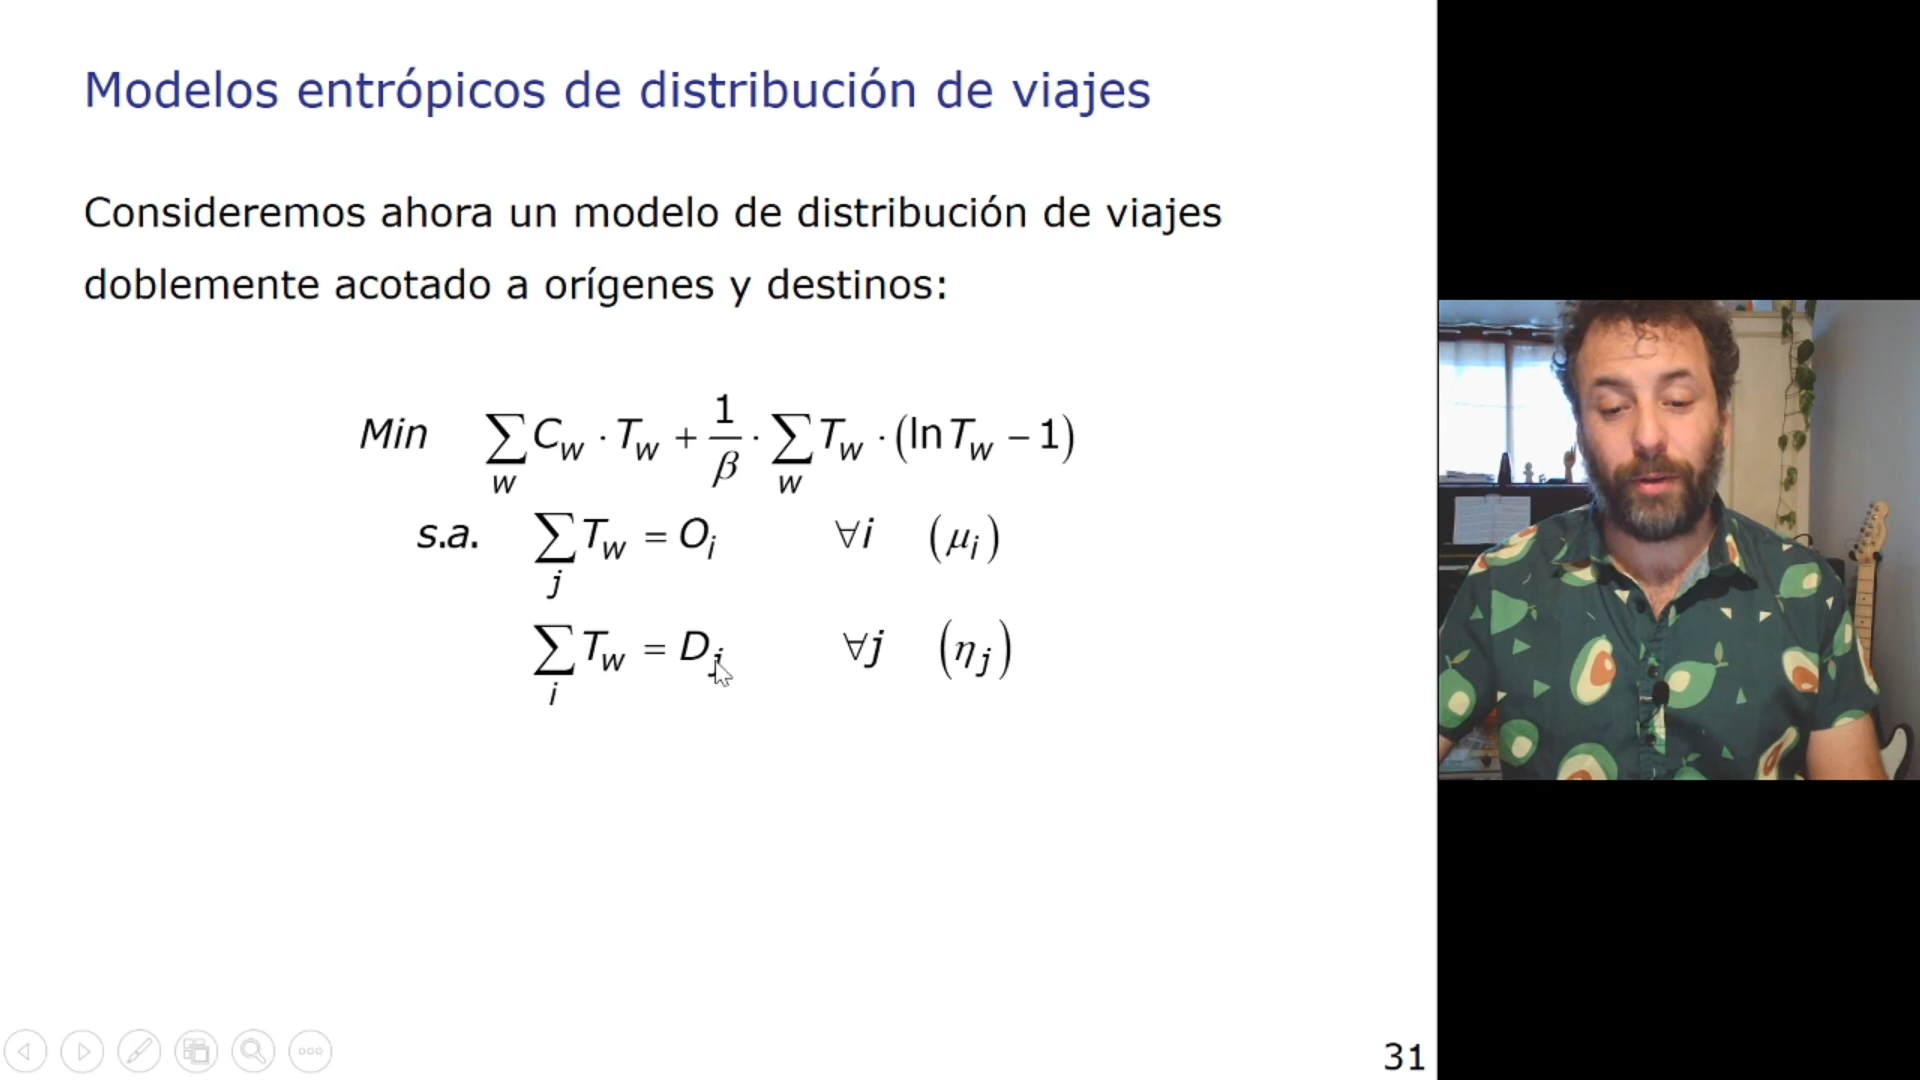 Modelos entrópicos de distribución de viajes
Consideremos ahora un modelo de distribución de viajes
doblemente acotado a orígenes y destinos:
Min ∑_w C_w · T_w + 1/β · ∑_w T_w · (ln T_w − 1)
s.a. ∑_j T_w = O_i ∀i (μ_i)
∑_i T_w = D_j ∀j (η_j)
31